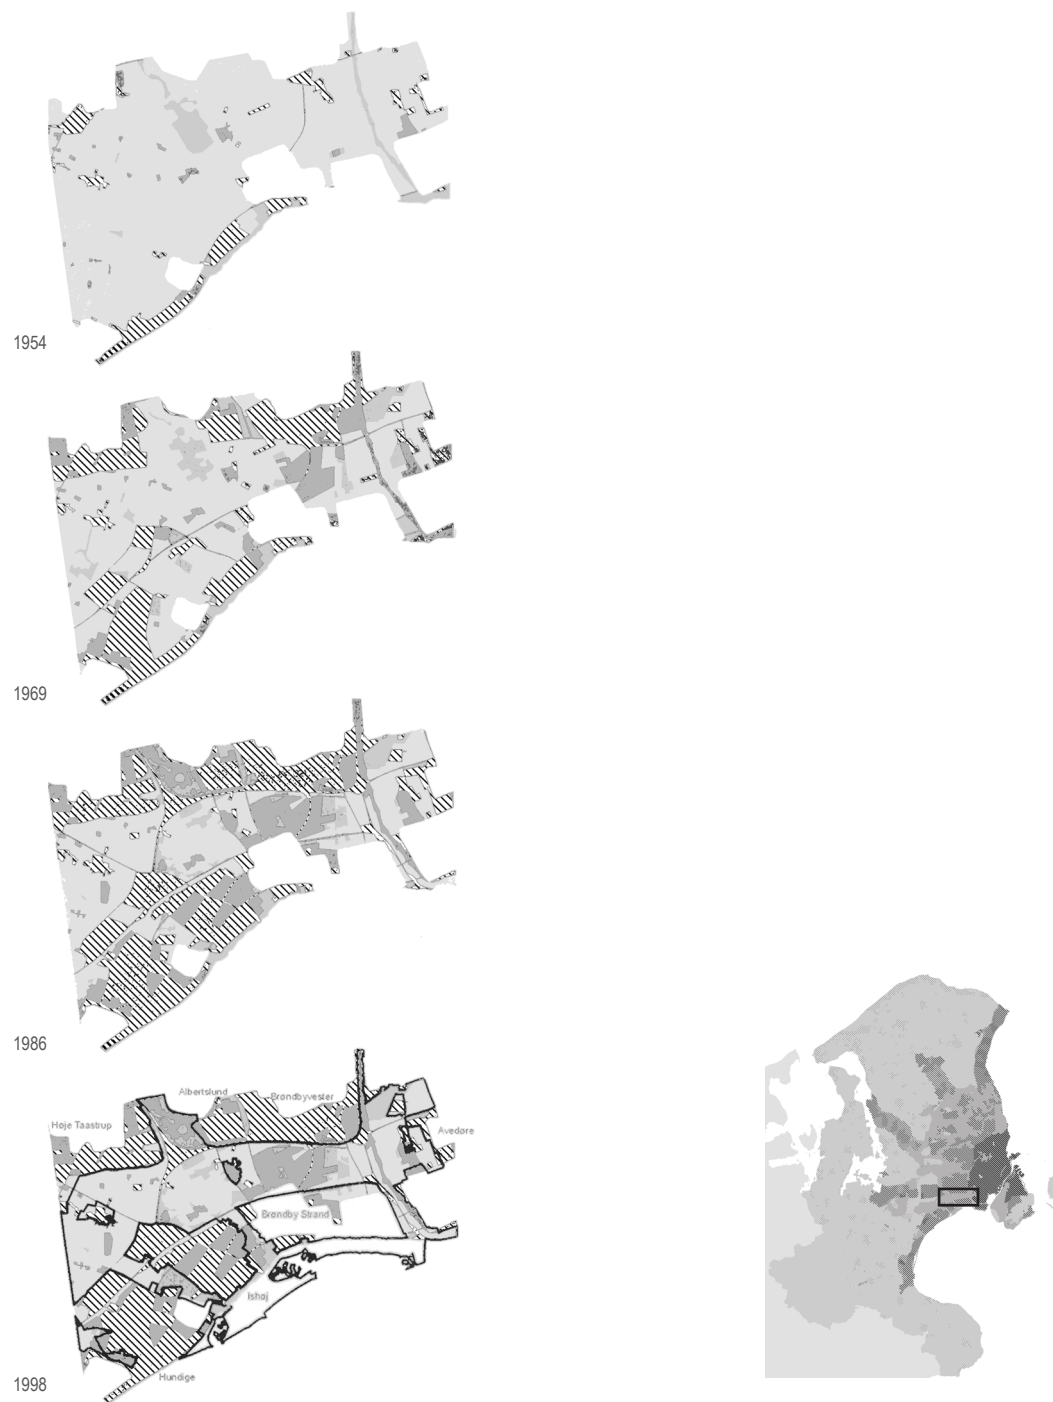 1954
1969
1986
Albertslund
Brøndbyvester
Høje Taastrup
Avedøre
Brøndby Strand
Ishøj
Hundige
1998